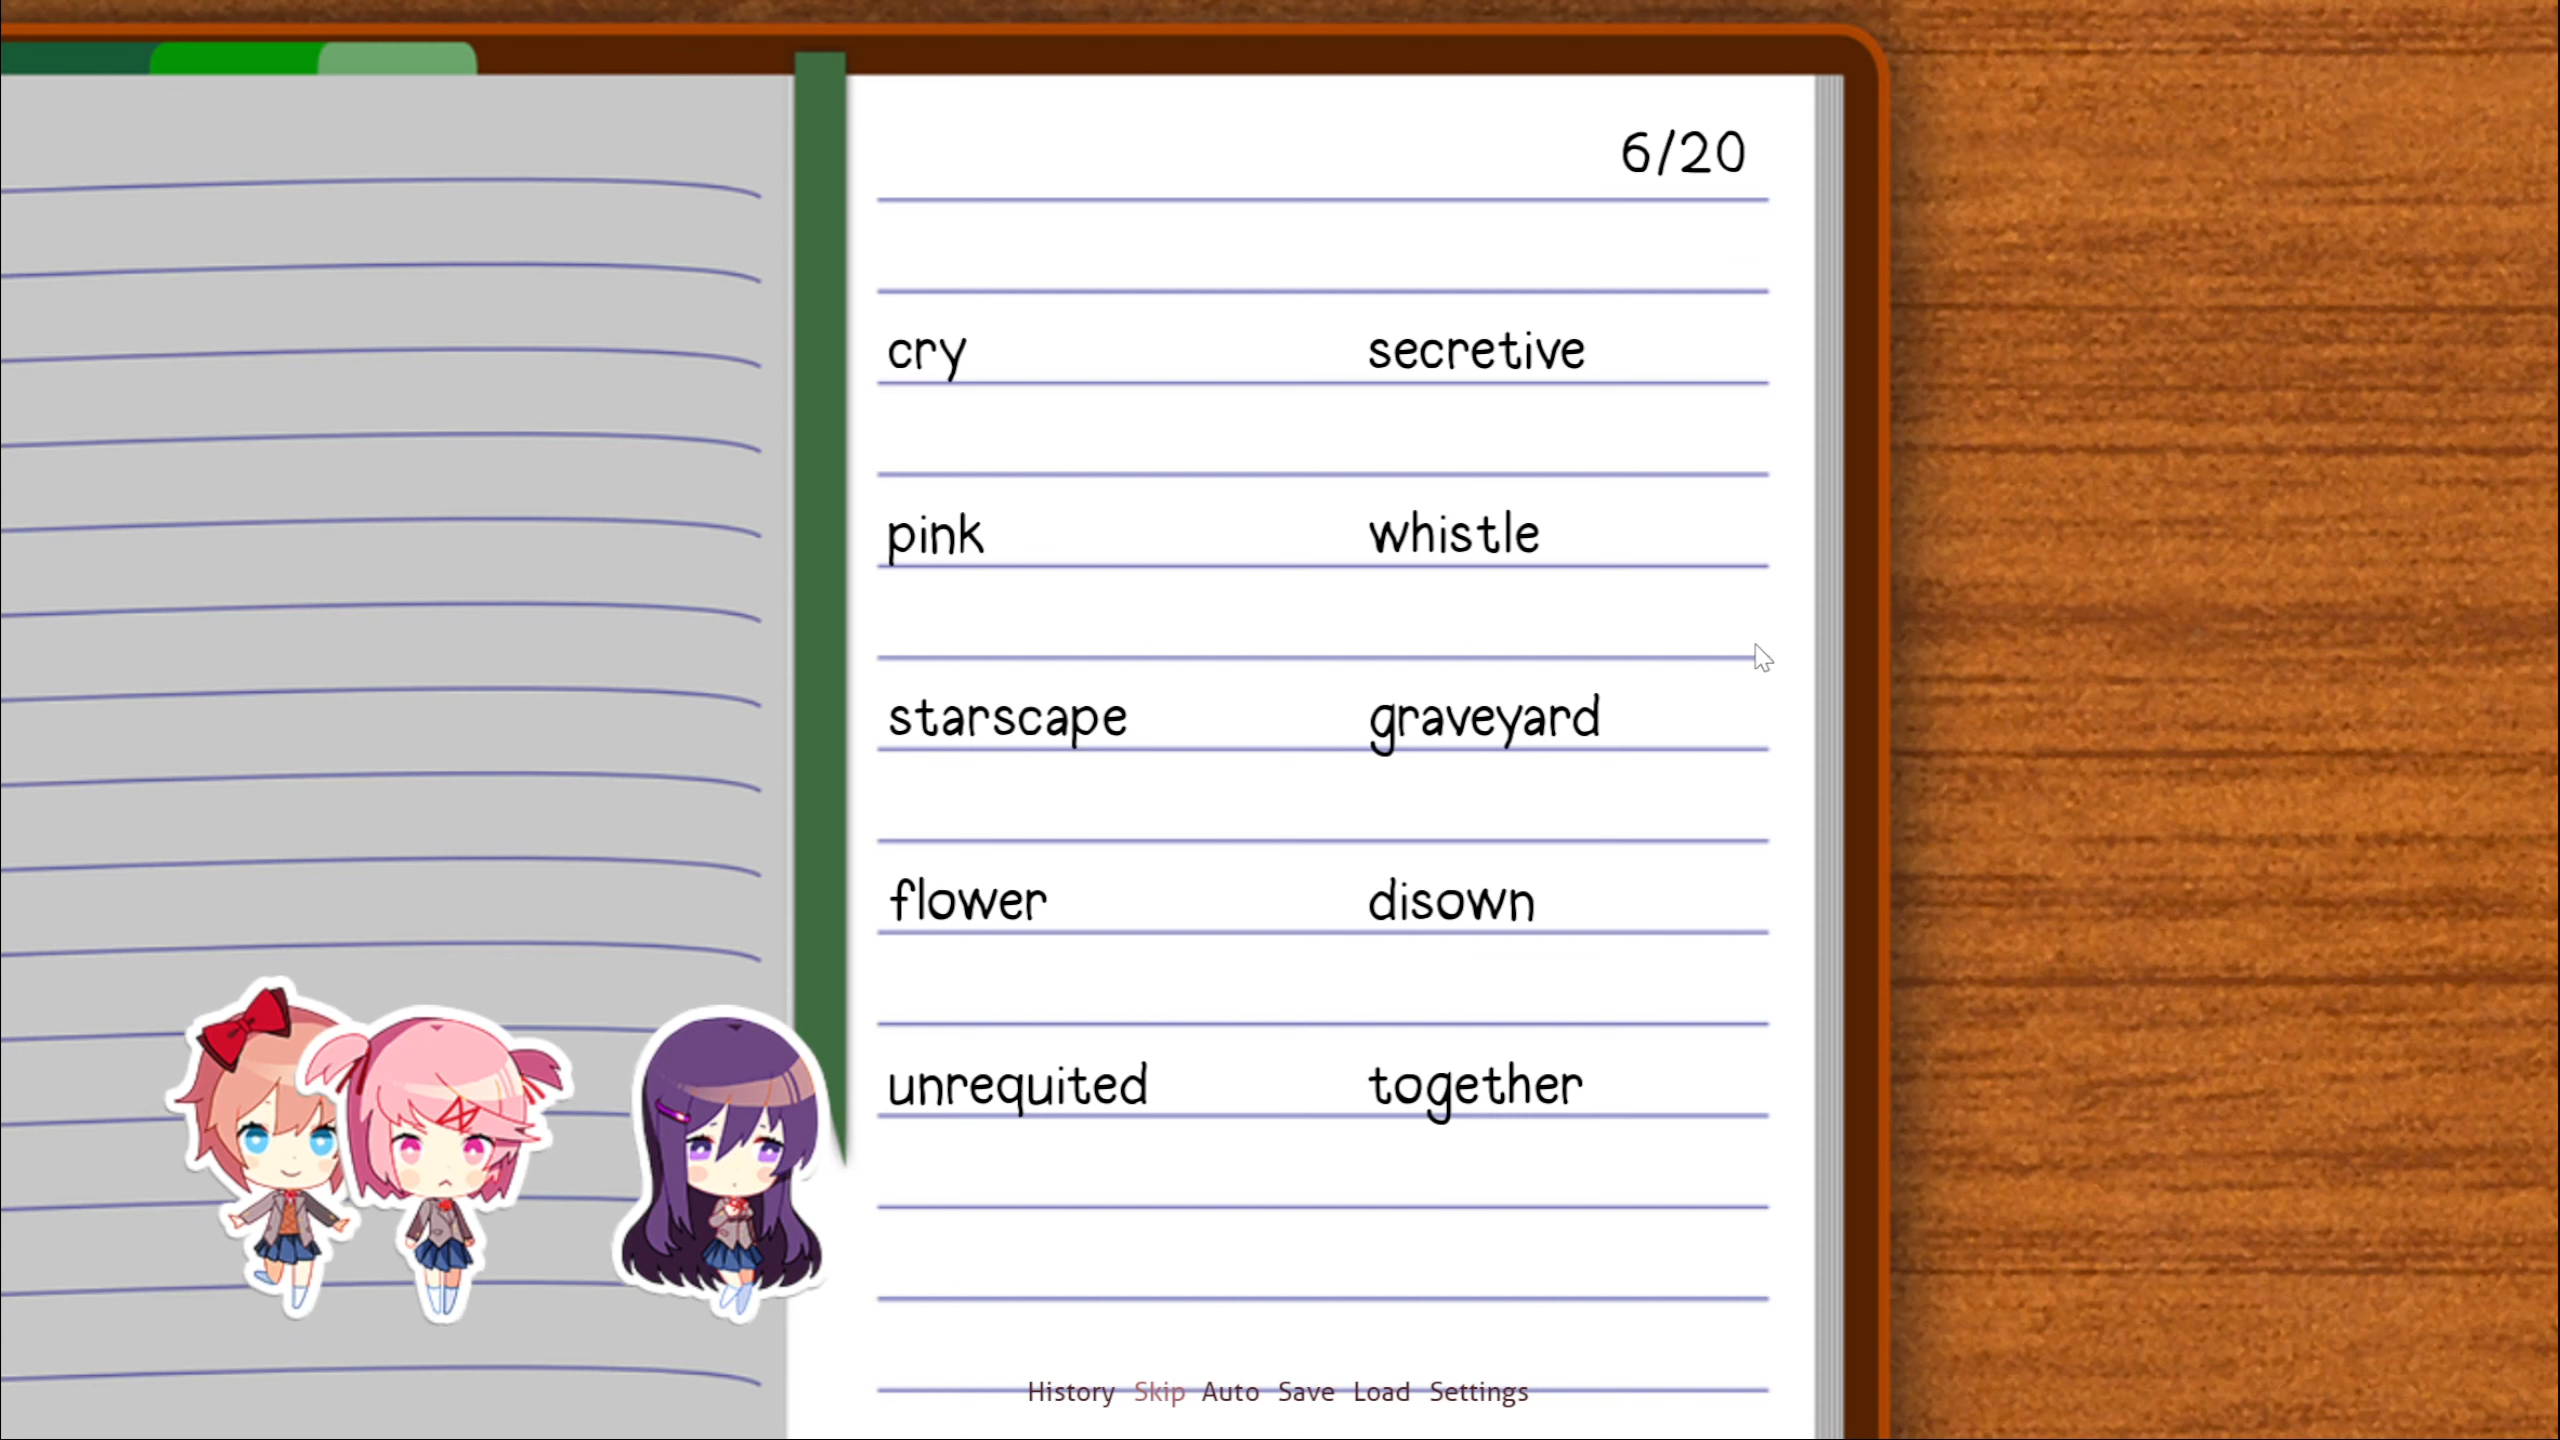 6/20
cry secretive
pink whistle
starscape graveyard
flower disown
unrequited together
History Skip Auto Save Load Settings